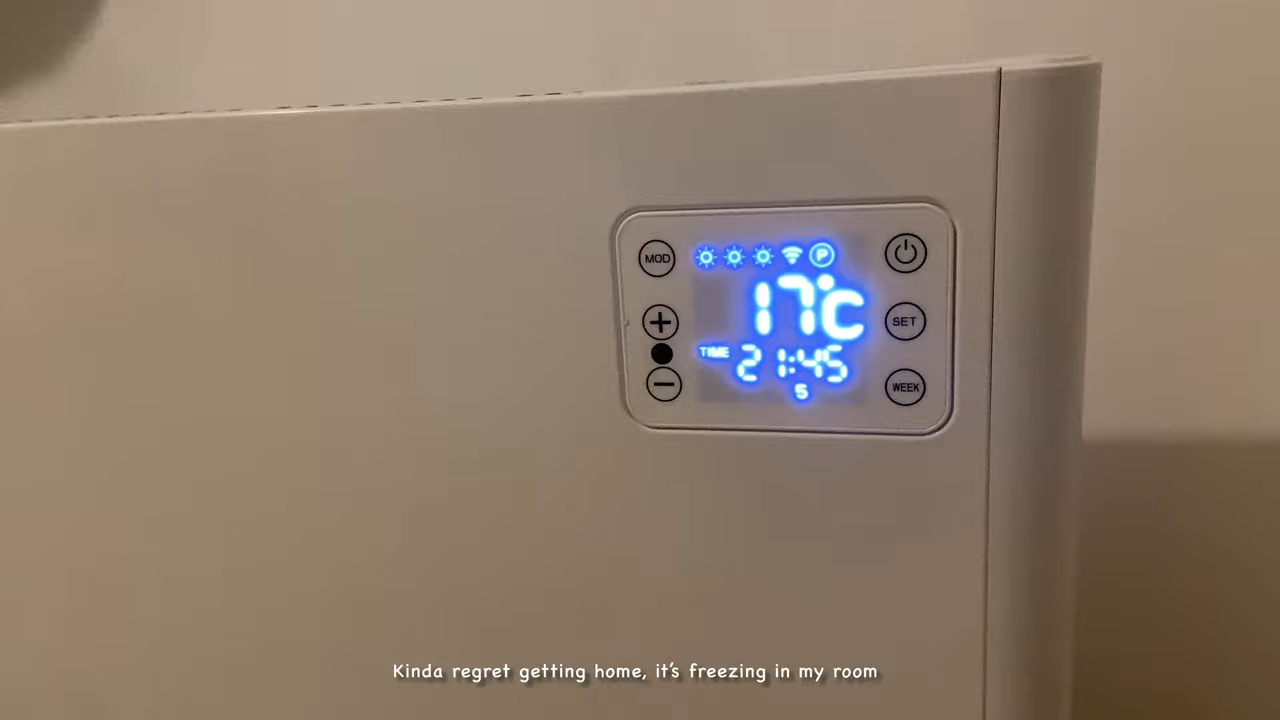 MOD
P
17°C
SET
TIME 21:45
WEEK
5
Kinda regret getting home, it's freezing in my room